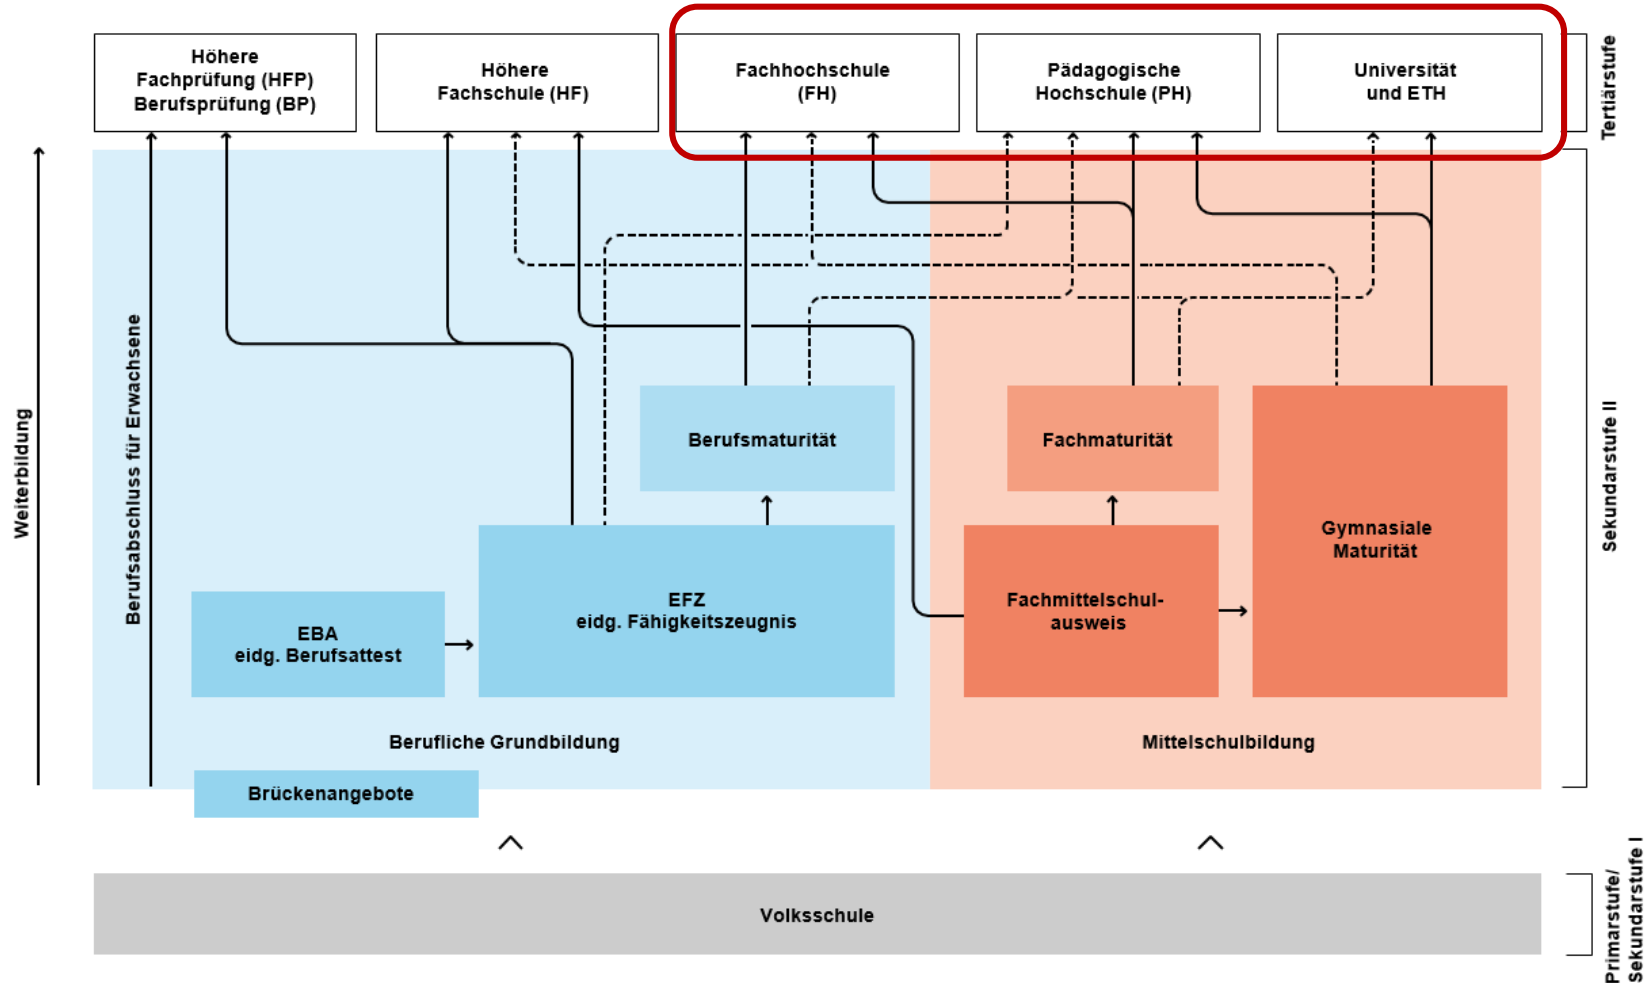 Höhere
Fachprüfung (HFP)
Berufsprüfung (BP)
Höhere
Fachschule (HF)
Fachhochschule
(FH)
Pädagogische
Hochschule (PH)
Universität
und ETH
Tertiärstufe
Weiterbildung
Berufsabschluss für Erwachsene
Berufsmaturität
Fachmaturität
Gymnasiale
Maturität
EFZ
eidg. Fähigkeitszeugnis
Fachmittelschul-
ausweis
EBA
eidg. Berufsattest
Sekundarstufe II
Berufliche Grundbildung
Mittelschulbildung
Brückenangebote
Volksschule
Primarstufe/
Sekundarstufe I